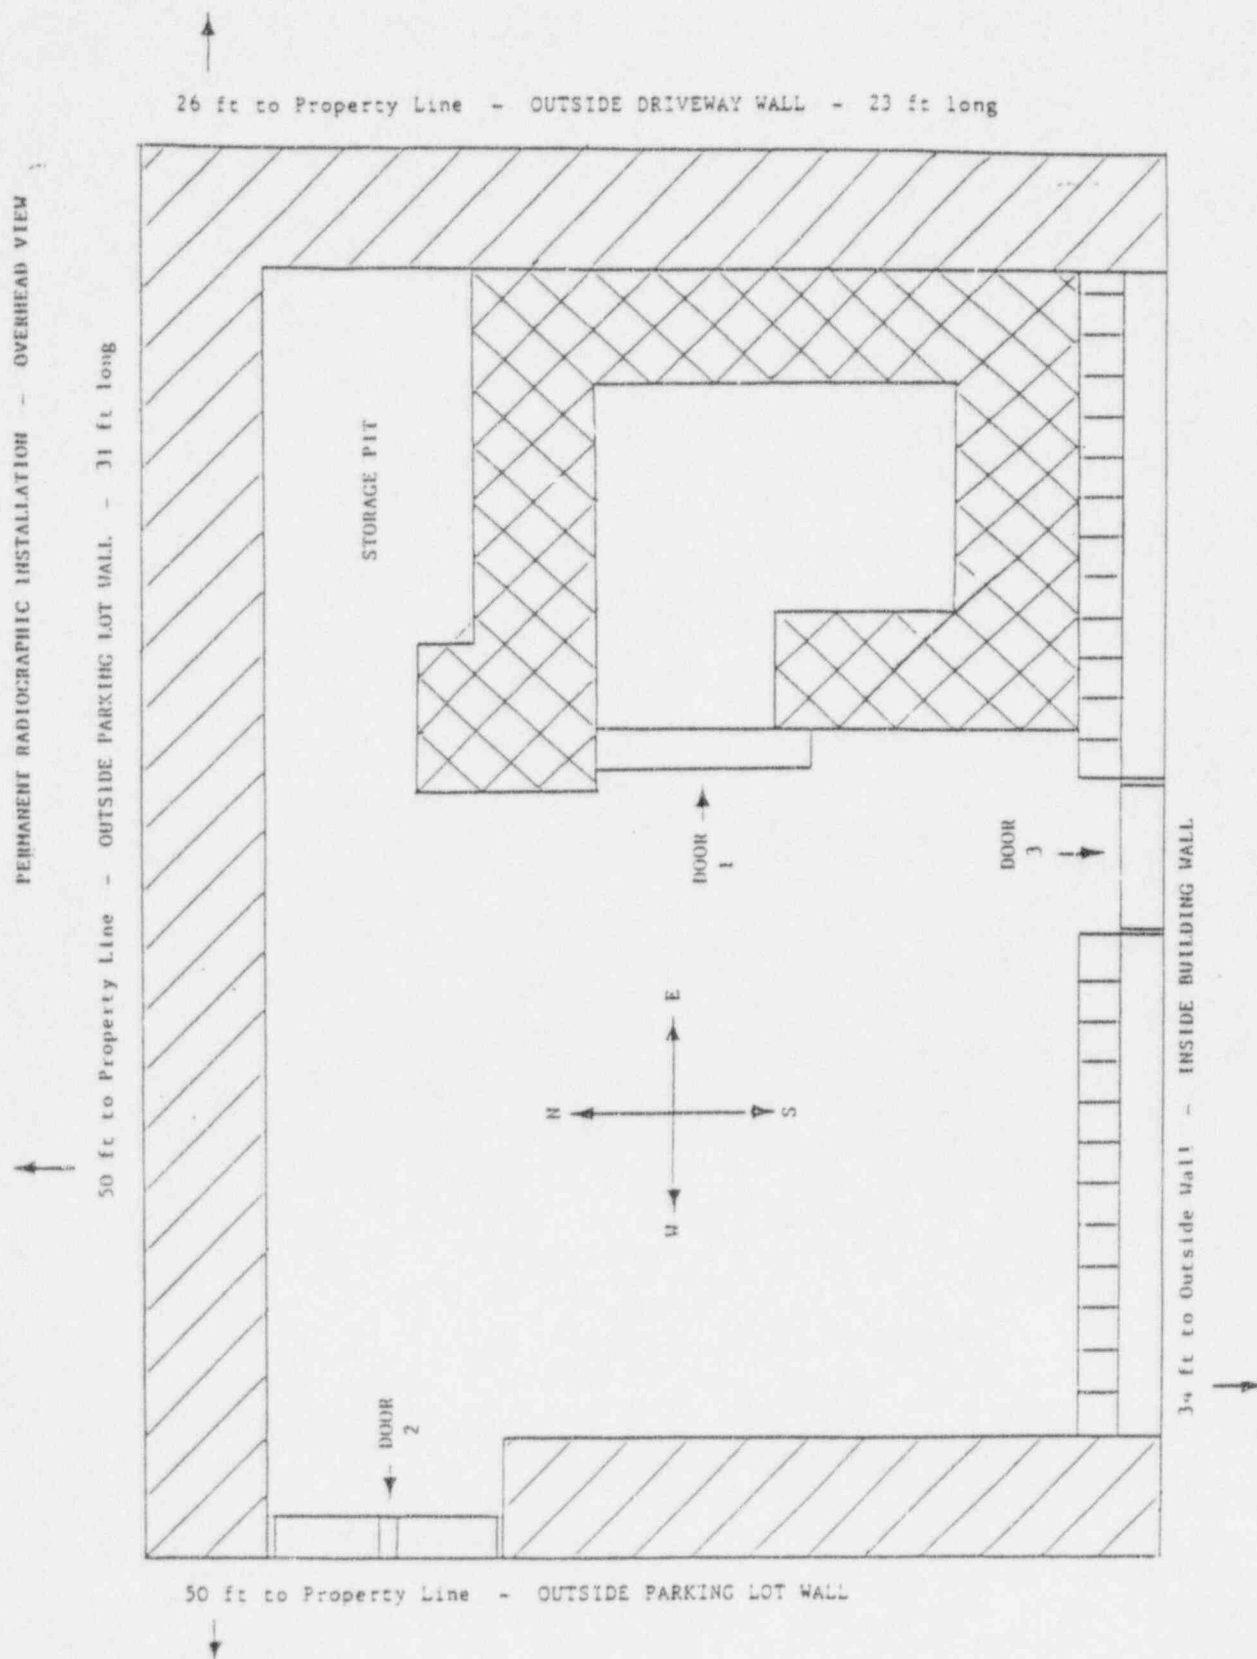 26 ft to Property Line - OUTSIDE DRIVEWAY WALL - 23 ft long
PERMANENT RADIOGRAPHIC INSTALLATION - OVERHEAD VIEW
50 ft to Property Line - OUTSIDE PARKING LOT WALL - 31 ft long
STORAGE PIT
DOOR
1
DOOR
3
N
E
S
W
DOOR
2
34 ft to Outside Wall - INSIDE BUILDING WALL
50 ft to Property Line - OUTSIDE PARKING LOT WALL